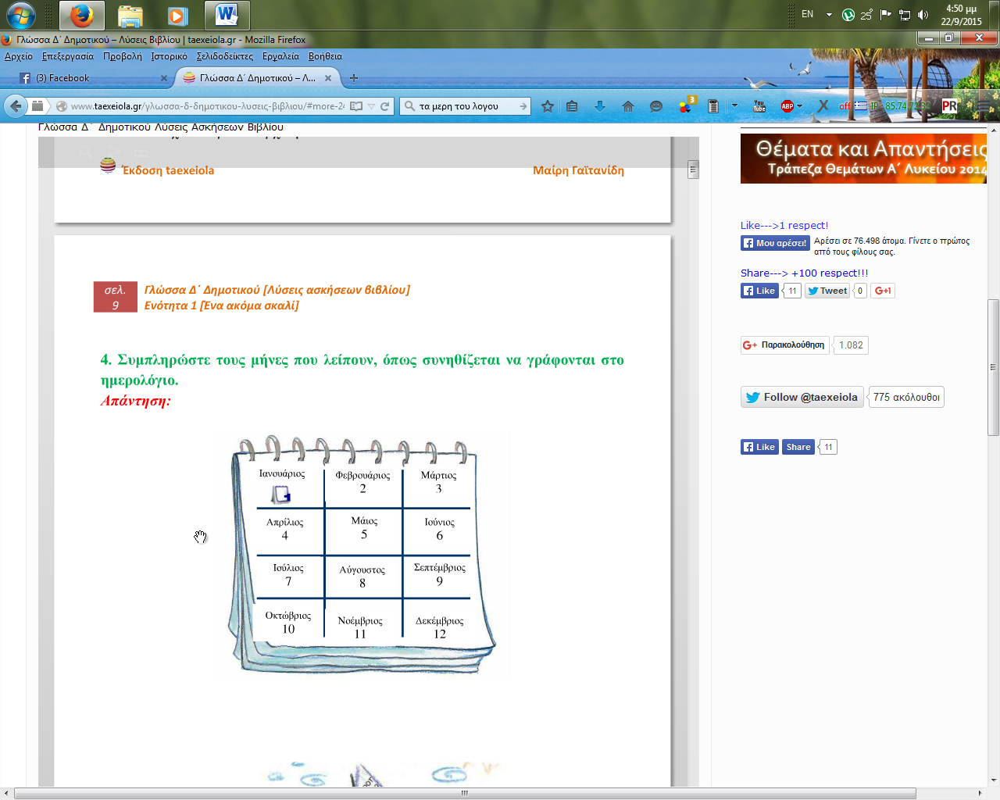 EN
25°
4:50 μμ
22/9/2015
Γλώσσα Δ΄ Δημοτικού – Λύσεις Βιβλίου | taexeiola.gr - Mozilla Firefox
Αρχείο Επεξεργασία Προβολή Ιστορικό Σελιδοδείκτες Εργαλεία Βοήθεια
(3) Facebook
Γλώσσα Δ΄ Δημοτικού – Λ...
www.taexeiola.gr/γλωσσα-δ-δημοτικου-λυσεις-βιβλιου/#more-24
τα μερη του λογου
You Tube
ABP
3
off
PR
Γλώσσα Δ΄ Δημοτικού Λύσεις Ασκήσεων Βιβλίου
Έκδοση taexeiola
Μαίρη Γαϊτανίδη
σελ.
9
Γλώσσα Δ΄ Δημοτικού [Λύσεις ασκήσεων βιβλίου]
Ενότητα 1 [Ένα ακόμα σκαλί]
4. Συμπληρώστε τους μήνες που λείπουν, όπως συνηθίζεται να γράφονται στο
ημερολόγιο.
Απάντηση:
Ιανουάριος
Φεβρουάριος
2
Μάρτιος
3
Απρίλιος
4
Μάιος
5
Ιούνιος
6
Ιούλιος
7
Αύγουστος
8
Σεπτέμβριος
9
Οκτώβριος
10
Νοέμβριος
11
Δεκέμβριος
12
Θέματα και Απαντήσεις
Τράπεζα Θεμάτων Α΄ Λυκείου 2014
Like--->1 respect!
Μου αρέσει!
Αρέσει σε 76.498 άτομα. Γίνετε ο πρώτος
από τους φίλους σας.
Share---> +100 respect!!!
Like 11 Tweet 0 G+1
G+ Παρακολούθηση 1.082
Follow @taexeiola 775 ακόλουθοι
Like Share 11